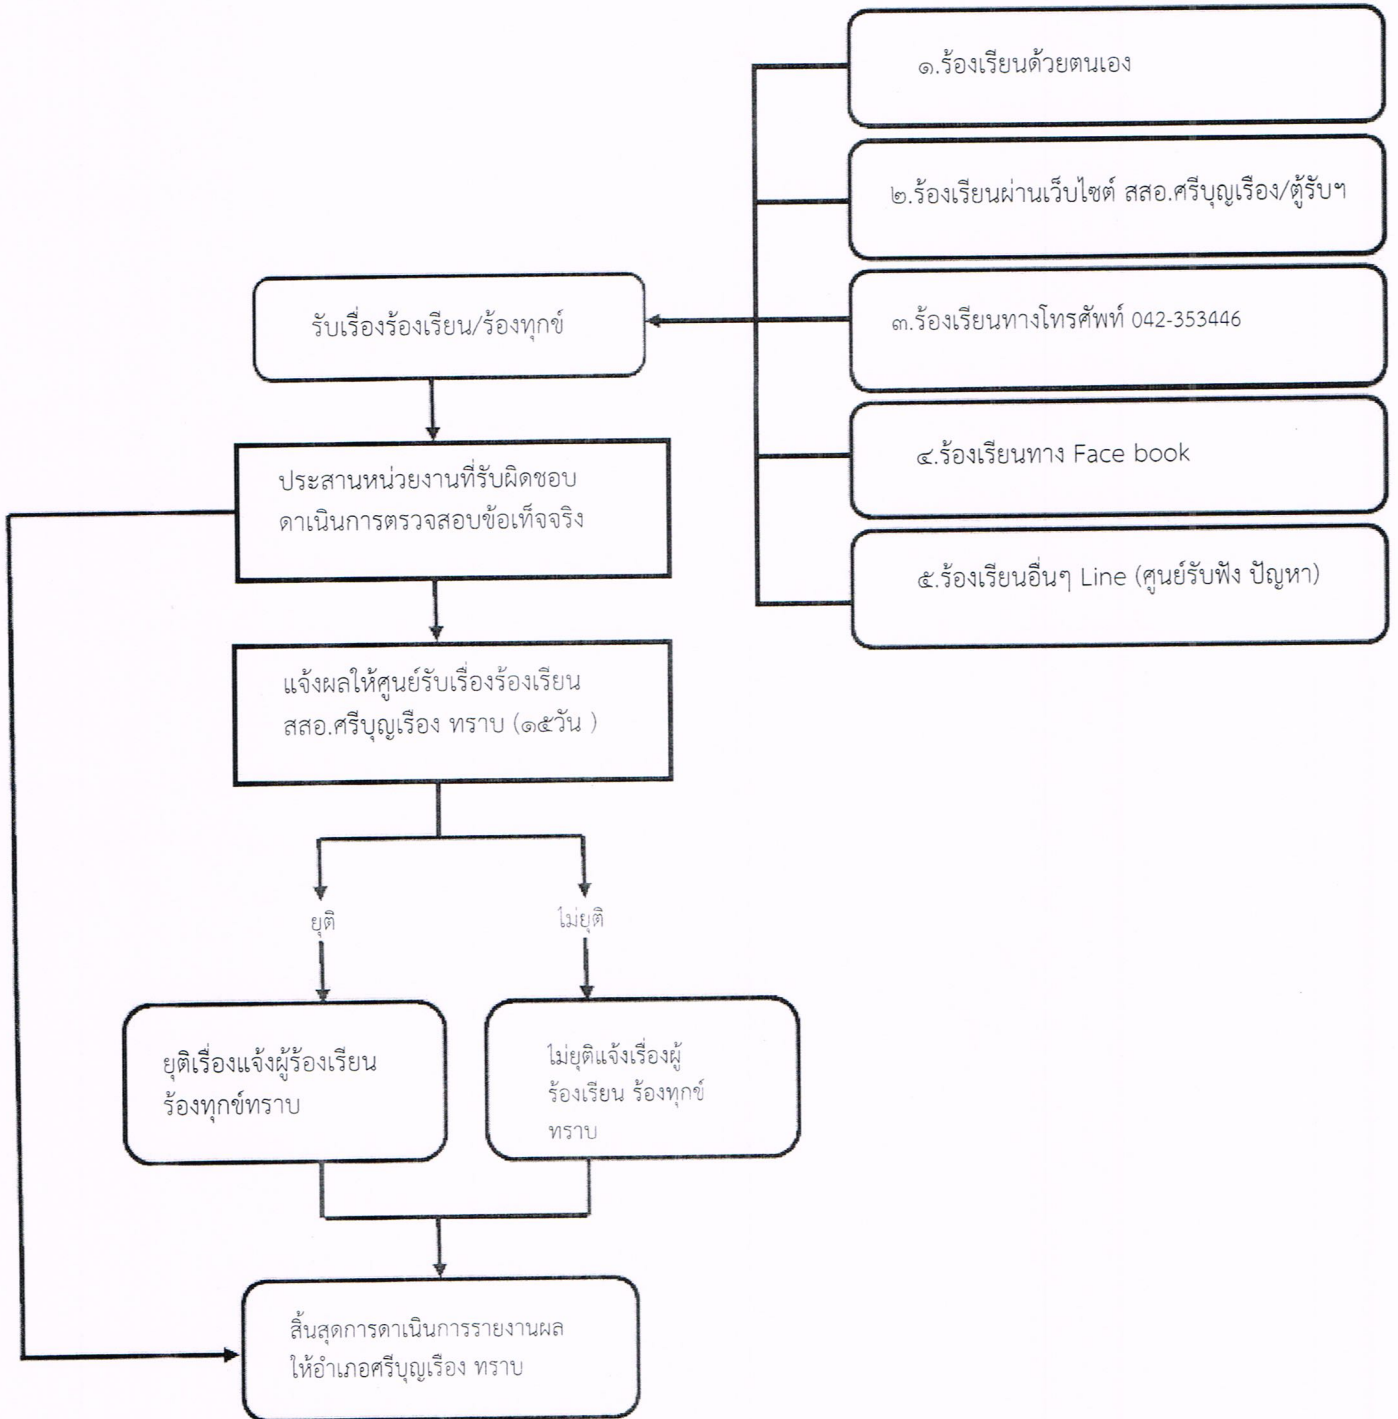 ๑.ร้องเรียนด้วยตนเอง
๒.ร้องเรียนผ่านเว็บไซต์ สสอ.ศรีบุญเรือง/ตู้รับฯ
๓.ร้องเรียนทางโทรศัพท์ 042-353446
๔.ร้องเรียนทาง Face book
๕.ร้องเรียนอื่นๆ Line (ศูนย์รับฟัง ปัญหา)
รับเรื่องร้องเรียน/ร้องทุกข์
ประสานหน่วยงานที่รับผิดชอบ
ดาเนินการตรวจสอบข้อเท็จจริง
แจ้งผลให้ศูนย์รับเรื่องร้องเรียน
สสอ.ศรีบุญเรือง ทราบ (๑๕วัน )
ยุติ
ไม่ยุติ
ยุติเรื่องแจ้งผู้ร้องเรียน
ร้องทุกข์ทราบ
ไม่ยุติแจ้งเรื่องผู้
ร้องเรียน ร้องทุกข์
ทราบ
สิ้นสุดการดาเนินการรายงานผล
ให้อำเภอศรีบุญเรือง ทราบ